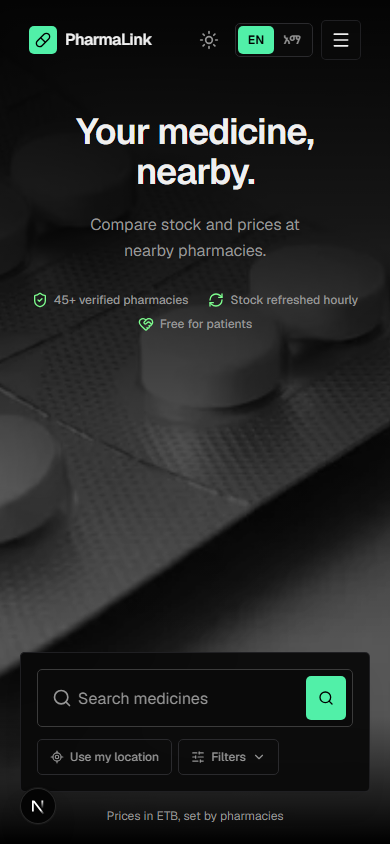 PharmaLink
EN
አማ
Your medicine,
nearby.
Compare stock and prices at
nearby pharmacies.
45+ verified pharmacies
Stock refreshed hourly
Free for patients
Search medicines
Use my location
Filters
N
Prices in ETB, set by pharmacies